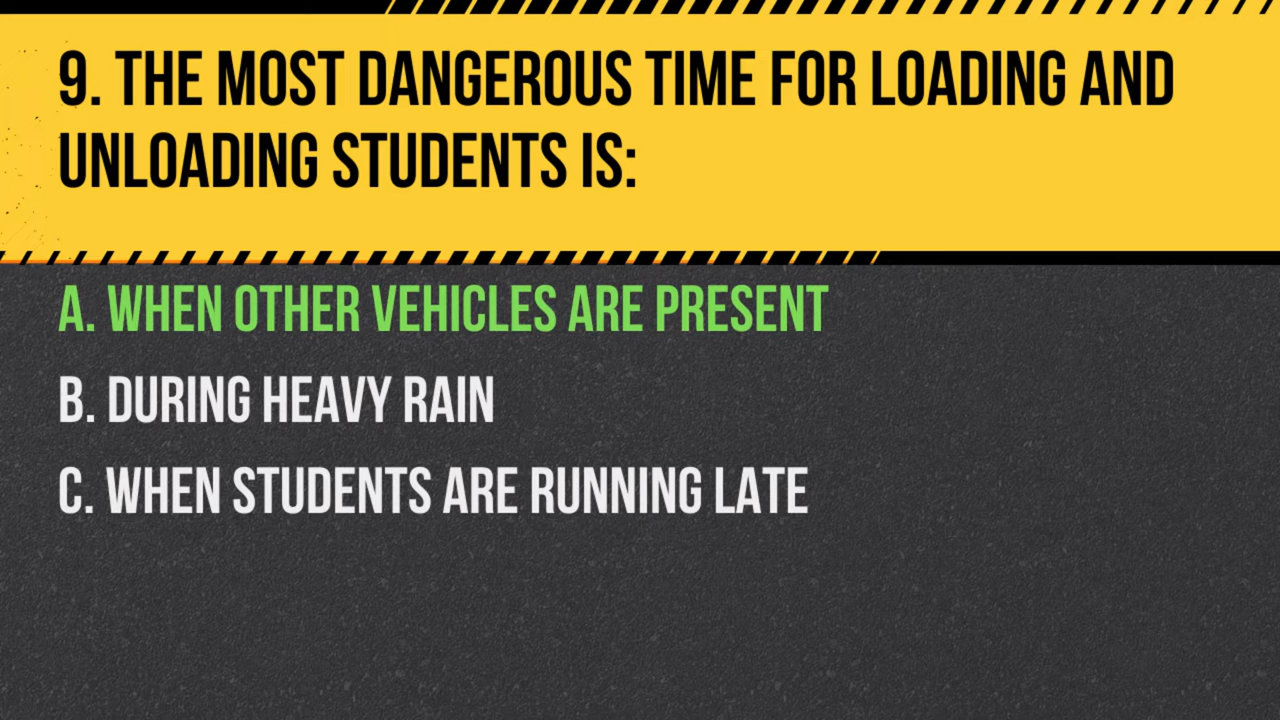 9. THE MOST DANGEROUS TIME FOR LOADING AND
UNLOADING STUDENTS IS:
A. WHEN OTHER VEHICLES ARE PRESENT
B. DURING HEAVY RAIN
C. WHEN STUDENTS ARE RUNNING LATE